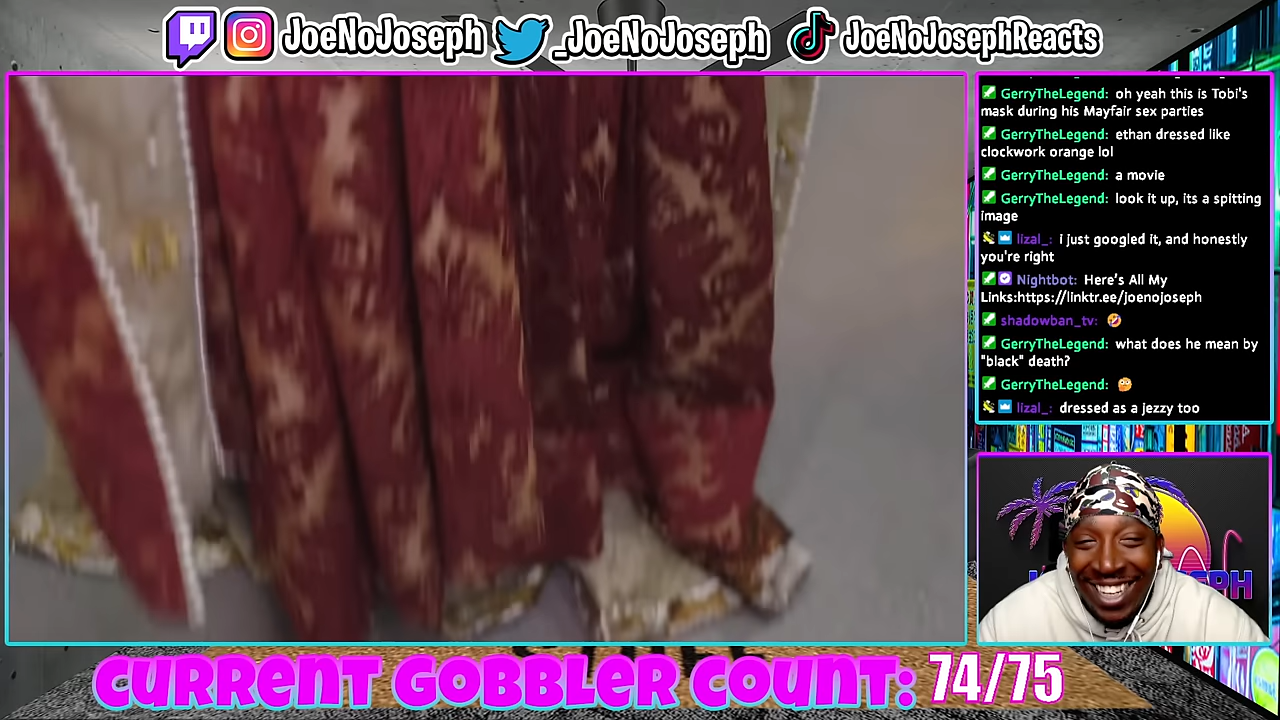 JoeNoJoseph _JoeNoJoseph JoeNoJosephReacts
GerryTheLegend: oh yeah this is Tobi's
mask during his Mayfair sex parties
GerryTheLegend: ethan dressed like
clockwork orange lol
GerryTheLegend: a movie
GerryTheLegend: look it up, its a spitting
image
lizal_: i just googled it, and honestly
you're right
Nightbot: Here's All My
Links:https://linktr.ee/joenojoseph
shadowban_tv: 🤣
GerryTheLegend: what does he mean by
"black" death?
GerryTheLegend: 🤔
lizal_: dressed as a jezzy too
CURRENT GOBBLER COUNT: 74/75